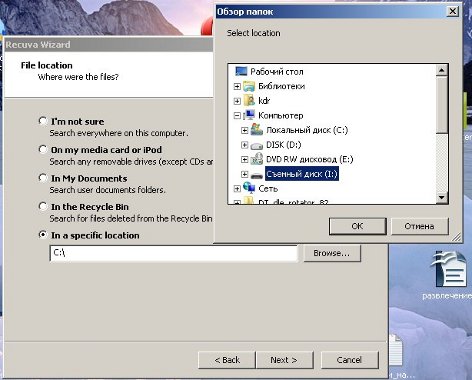 Recuva Wizard
File location
Where were the files?
I'm not sure
Search everywhere on this computer.
On my media card or iPod
Search any removable drives (except CDs an
In My Documents
Search user documents folders.
In the Recycle Bin
Search for files deleted from the Recycle Bin
In a specific location
C:\
Browse...
< Back
Next >
Cancel
Обзор папок
Select location
Рабочий стол
Библиотеки
kdr
Компьютер
Локальный диск (C:)
DISK (D:)
DVD RW дисковод (E:)
Съемный диск (I:)
Сеть
DT_dle_rotator_82
OK
Отмена
развлечение